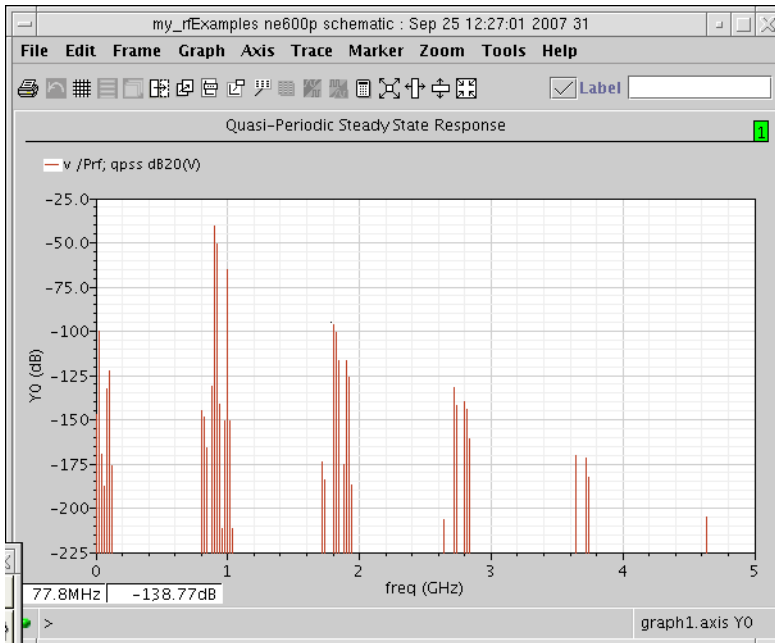 my_rfExamples ne600p schematic : Sep 25 12:27:01 2007 31
File Edit Frame Graph Axis Trace Marker Zoom Tools Help
Label
Quasi-Periodic Steady State Response
1
v /Prf; qpss dB20(V)
-25.0
-50.0
-75.0
-100
-125
-150
-175
-200
-225
Y0 (dB)
0 1 2 3 4 5
freq (GHz)
77.8MHz -138.77dB
> graph1.axis Y0